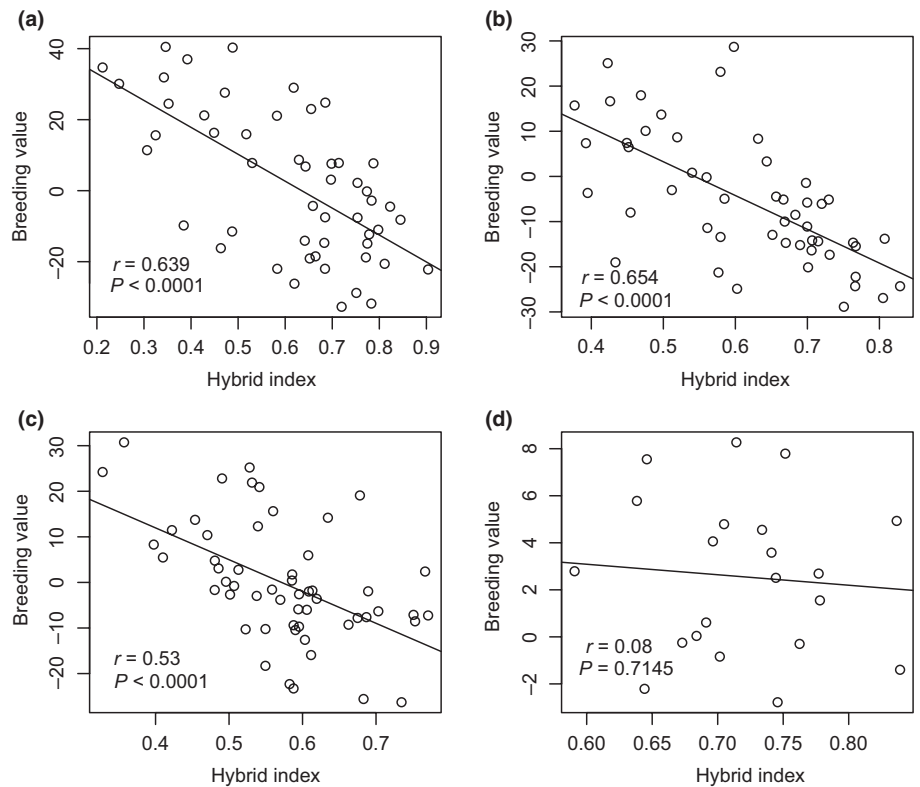 (a)
40
20
0
−20
Breeding value
r = 0.639
P < 0.0001
0.2 0.3 0.4 0.5 0.6 0.7 0.8 0.9
Hybrid index
(b)
30
20
10
0
−10
−20
−30
Breeding value
r = 0.654
P < 0.0001
0.4 0.5 0.6 0.7 0.8
Hybrid index
(c)
30
20
10
0
−10
−20
Breeding value
r = 0.53
P < 0.0001
0.4 0.5 0.6 0.7
Hybrid index
(d)
8
6
4
2
0
−2
Breeding value
r = 0.08
P = 0.7145
0.60 0.65 0.70 0.75 0.80
Hybrid index